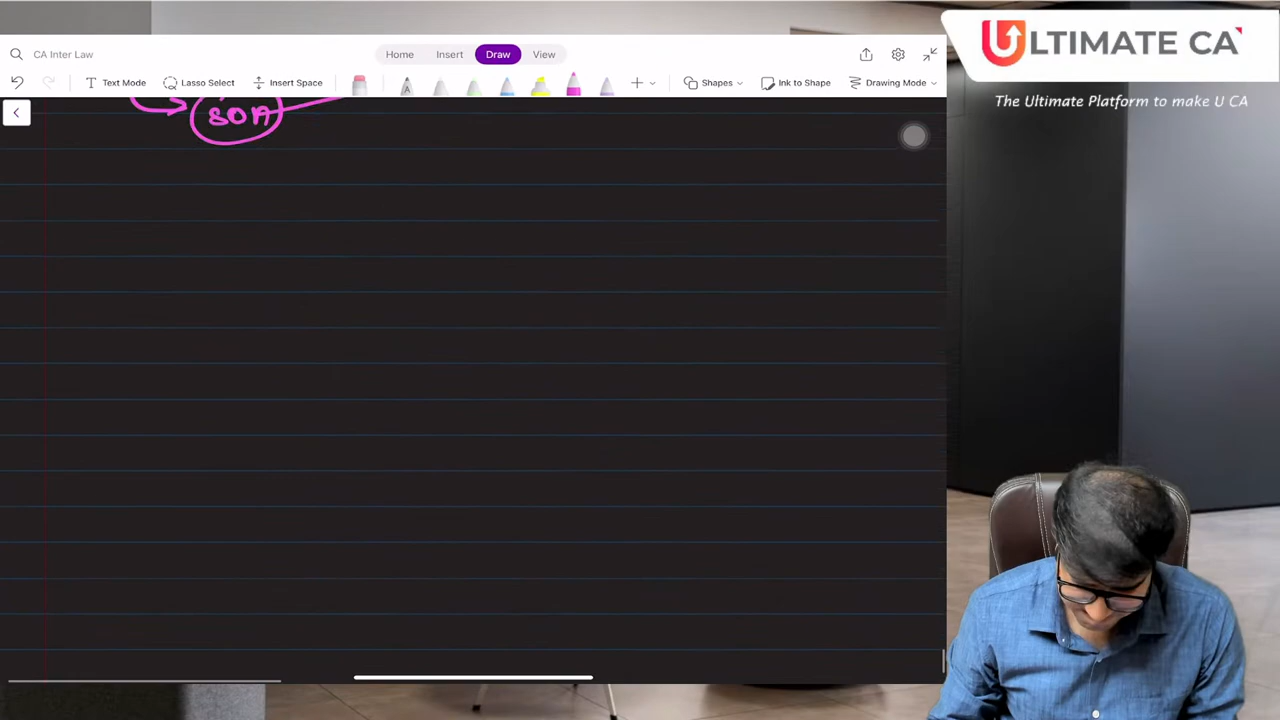 ULTIMATE CA
The Ultimate Platform to make U CA
CA Inter Law
Home Insert Draw View
Text Mode Lasso Select Insert Space Shapes Ink to Shape Drawing Mode
SOA